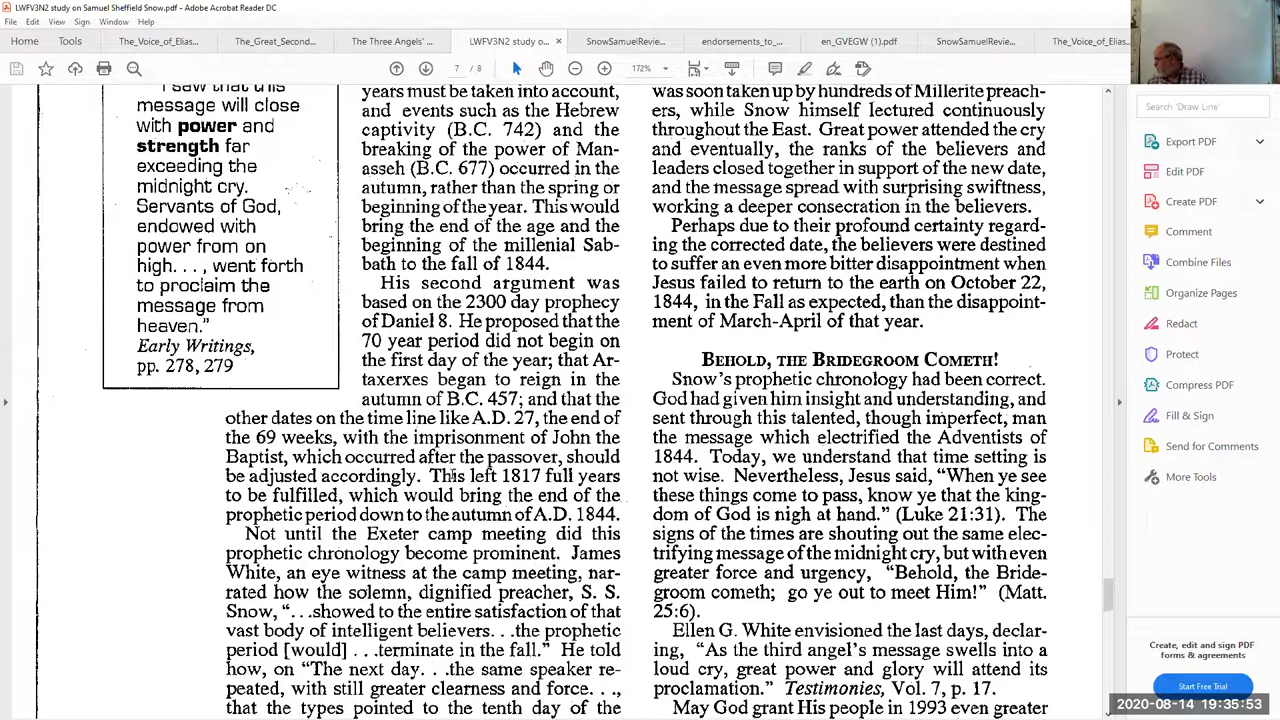 LWFV3N2 study on Samuel Sheffield Snow.pdf - Adobe Acrobat Reader DC
File Edit View Sign Window Help
Home Tools The_Voice_of_Elias... The_Great_Second... The Three Angels' ... LWFV3N2 study o... × SnowSamuelRevie... endorsements_to_... en_GVEGW (1).pdf SnowSamuelRevie... The_Voice_of_Elias...
7 / 8 172%
Search 'Draw Line'
Export PDF
Edit PDF
Create PDF
Comment
Combine Files
Organize Pages
Redact
Protect
Compress PDF
Fill & Sign
Send for Comments
More Tools
Create, edit and sign PDF
forms & agreements
Start Free Trial
"I saw that this
message will close
with power and
strength far
exceeding the
midnight cry.
Servants of God,
endowed with
power from on
high. . . , went forth
to proclaim the
message from
heaven."
Early Writings,
pp. 278, 279
years must be taken into account,
and events such as the Hebrew
captivity (B.C. 742) and the
breaking of the power of Man-
asseh (B.C. 677) occurred in the
autumn, rather than the spring or
beginning of the year. This would
bring the end of the age and the
beginning of the millenial Sab-
bath to the fall of 1844.
His second argument was
based on the 2300 day prophecy
of Daniel 8. He proposed that the
70 year period did not begin on
the first day of the year; that Ar-
taxerxes began to reign in the
autumn of B.C. 457; and that the
other dates on the time line like A.D. 27, the end of
the 69 weeks, with the imprisonment of John the
Baptist, which occurred after the passover, should
be adjusted accordingly. This left 1817 full years
to be fulfilled, which would bring the end of the
prophetic period down to the autumn of A.D. 1844.
Not until the Exeter camp meeting did this
prophetic chronology become prominent. James
White, an eye witness at the camp meeting, nar-
rated how the solemn, dignified preacher, S. S.
Snow, ". . .showed to the entire satisfaction of that
vast body of intelligent believers. . .the prophetic
period [would] . . .terminate in the fall." He told
how, on "The next day. . .the same speaker re-
peated, with still greater clearness and force. . .,
that the types pointed to the tenth day of the
was soon taken up by hundreds of Millerite preach-
ers, while Snow himself lectured continuously
throughout the East. Great power attended the cry
and eventually, the ranks of the believers and
leaders closed together in support of the new date,
and the message spread with surprising swiftness,
working a deeper consecration in the believers.
Perhaps due to their profound certainty regard-
ing the corrected date, the believers were destined
to suffer an even more bitter disappointment when
Jesus failed to return to the earth on October 22,
1844, in the Fall as expected, than the disappoint-
ment of March-April of that year.
BEHOLD, THE BRIDEGROOM COMETH!
Snow's prophetic chronology had been correct.
God had given him insight and understanding, and
sent through this talented, though imperfect, man
the message which electrified the Adventists of
1844. Today, we understand that time setting is
not wise. Nevertheless, Jesus said, "When ye see
these things come to pass, know ye that the king-
dom of God is nigh at hand." (Luke 21:31). The
signs of the times are shouting out the same elec-
trifying message of the midnight cry, but with even
greater force and urgency, "Behold, the Bride-
groom cometh; go ye out to meet Him!" (Matt.
25:6).
Ellen G. White envisioned the last days, declar-
ing, "As the third angel's message swells into a
loud cry, great power and glory will attend its
proclamation." Testimonies, Vol. 7, p. 17.
May God grant His people in 1993 even greater
2020-08-14 19:35:53